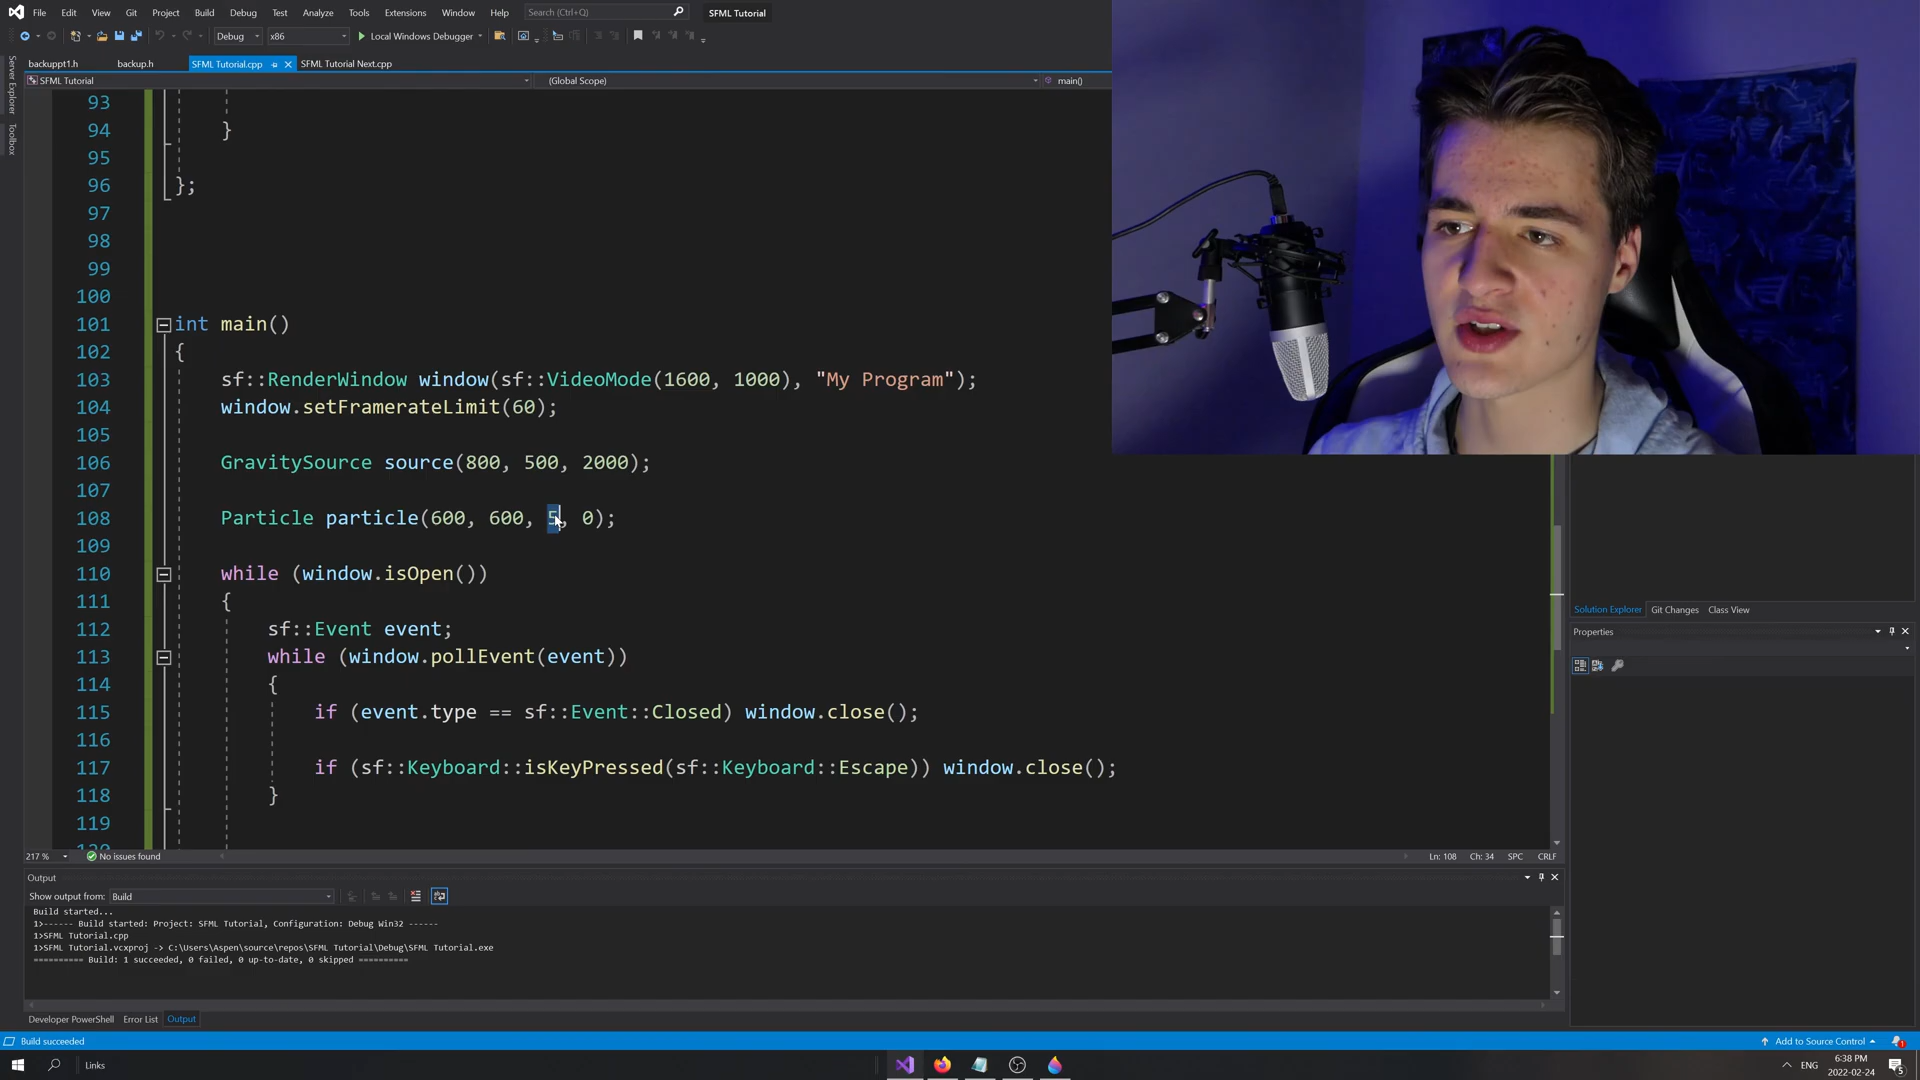 File Edit View Git Project Build Debug Test Analyze Tools Extensions Window Help Search (Ctrl+Q) SFML Tutorial
Debug x86 Local Windows Debugger
backuppt1.h backup.h SFML Tutorial.cpp SFML Tutorial Next.cpp
SFML Tutorial (Global Scope) main()
Server Explorer
Toolbox
93
94 }
95
96 };
97
98
99
100
101 int main()
102 {
103 sf::RenderWindow window(sf::VideoMode(1600, 1000), "My Program");
104 window.setFramerateLimit(60);
105
106 GravitySource source(800, 500, 2000);
107
108 Particle particle(600, 600, 5, 0);
109
110 while (window.isOpen())
111 {
112 sf::Event event;
113 while (window.pollEvent(event))
114 {
115 if (event.type == sf::Event::Closed) window.close();
116
117 if (sf::Keyboard::isKeyPressed(sf::Keyboard::Escape)) window.close();
118 }
119
120
217 % No issues found Ln: 108 Ch: 34 SPC CRLF
Solution Explorer Git Changes Class View
Properties
Output
Show output from: Build
Build started...
1>------ Build started: Project: SFML Tutorial, Configuration: Debug Win32 ------
1>SFML Tutorial.cpp
1>SFML Tutorial.vcxproj -> C:\Users\Aspen\source\repos\SFML Tutorial\Debug\SFML Tutorial.exe
========== Build: 1 succeeded, 0 failed, 0 up-to-date, 0 skipped ==========
Developer PowerShell Error List Output
Build succeeded Add to Source Control 1
Links ENG 6:38 PM
2022-02-24 5